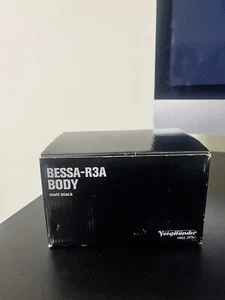 BESSA-R3A
BODY
matt black
Voigtländer